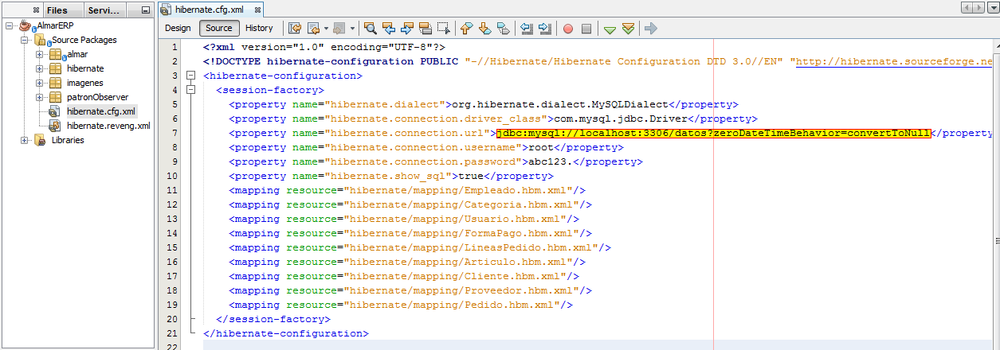 Files
Servi...
hibernate.cfg.xml
AlmarERP
Source Packages
almar
hibernate
imagenes
patronObserver
hibernate.cfg.xml
hibernate.reveng.xml
Libraries
Design Source History
1 <?xml version="1.0" encoding="UTF-8"?>
2 <!DOCTYPE hibernate-configuration PUBLIC "-//Hibernate/Hibernate Configuration DTD 3.0//EN" "http://hibernate.sourceforge.ne
3 <hibernate-configuration>
4 <session-factory>
5 <property name="hibernate.dialect">org.hibernate.dialect.MySQLDialect</property>
6 <property name="hibernate.connection.driver_class">com.mysql.jdbc.Driver</property>
7 <property name="hibernate.connection.url">jdbc:mysql://localhost:3306/datos?zeroDateTimeBehavior=convertToNull</property
8 <property name="hibernate.connection.username">root</property>
9 <property name="hibernate.connection.password">abc123.</property>
10 <property name="hibernate.show_sql">true</property>
11 <mapping resource="hibernate/mapping/Empleado.hbm.xml"/>
12 <mapping resource="hibernate/mapping/Categoria.hbm.xml"/>
13 <mapping resource="hibernate/mapping/Usuario.hbm.xml"/>
14 <mapping resource="hibernate/mapping/FormaPago.hbm.xml"/>
15 <mapping resource="hibernate/mapping/LineasPedido.hbm.xml"/>
16 <mapping resource="hibernate/mapping/Articulo.hbm.xml"/>
17 <mapping resource="hibernate/mapping/Cliente.hbm.xml"/>
18 <mapping resource="hibernate/mapping/Proveedor.hbm.xml"/>
19 <mapping resource="hibernate/mapping/Pedido.hbm.xml"/>
20 </session-factory>
21 </hibernate-configuration>
22